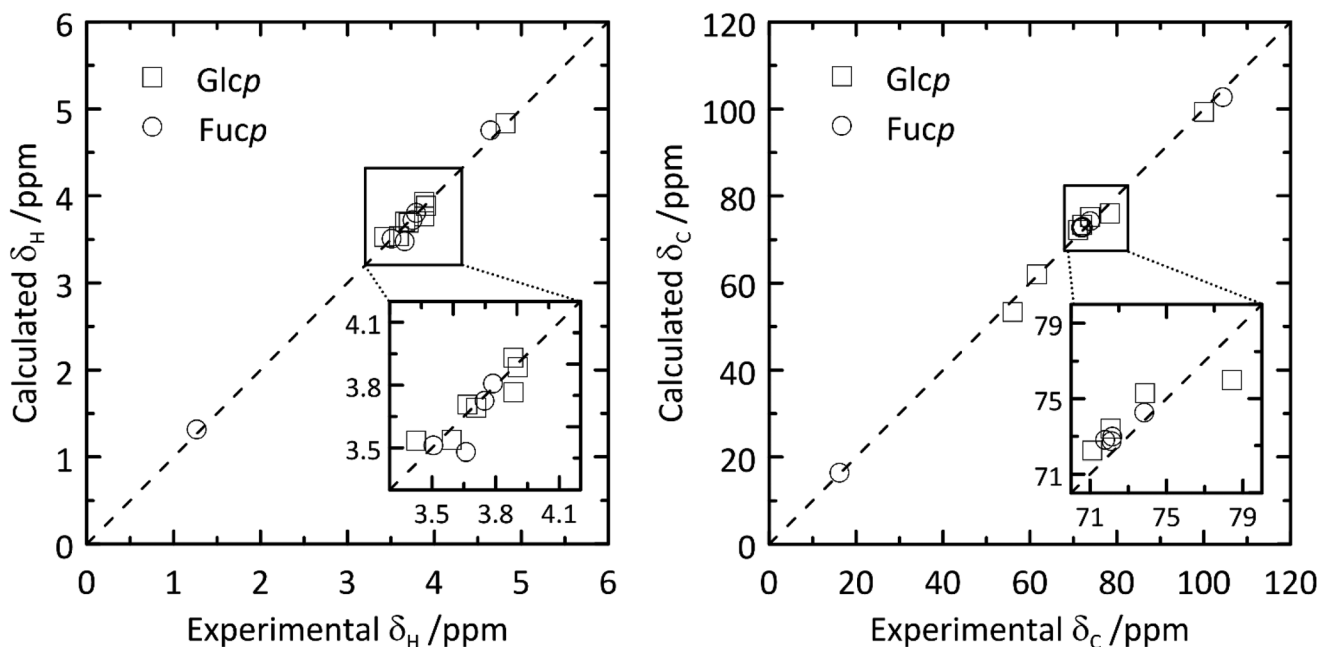 6
5
4
3
2
1
0
0 1 2 3 4 5 6
Calculated δH /ppm
Experimental δH /ppm
Glcp
Fucp
4.1
3.8
3.5
3.5 3.8 4.1
120
100
80
60
40
20
0
0 20 40 60 80 100 120
Calculated δC /ppm
Experimental δC /ppm
Glcp
Fucp
79
75
71
71 75 79